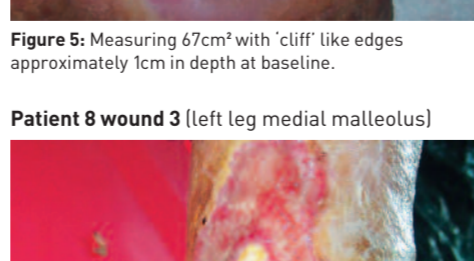 Figure 5: Measuring 67cm² with ‘cliff’ like edges
approximately 1cm in depth at baseline.
Patient 8 wound 3 (left leg medial malleolus)